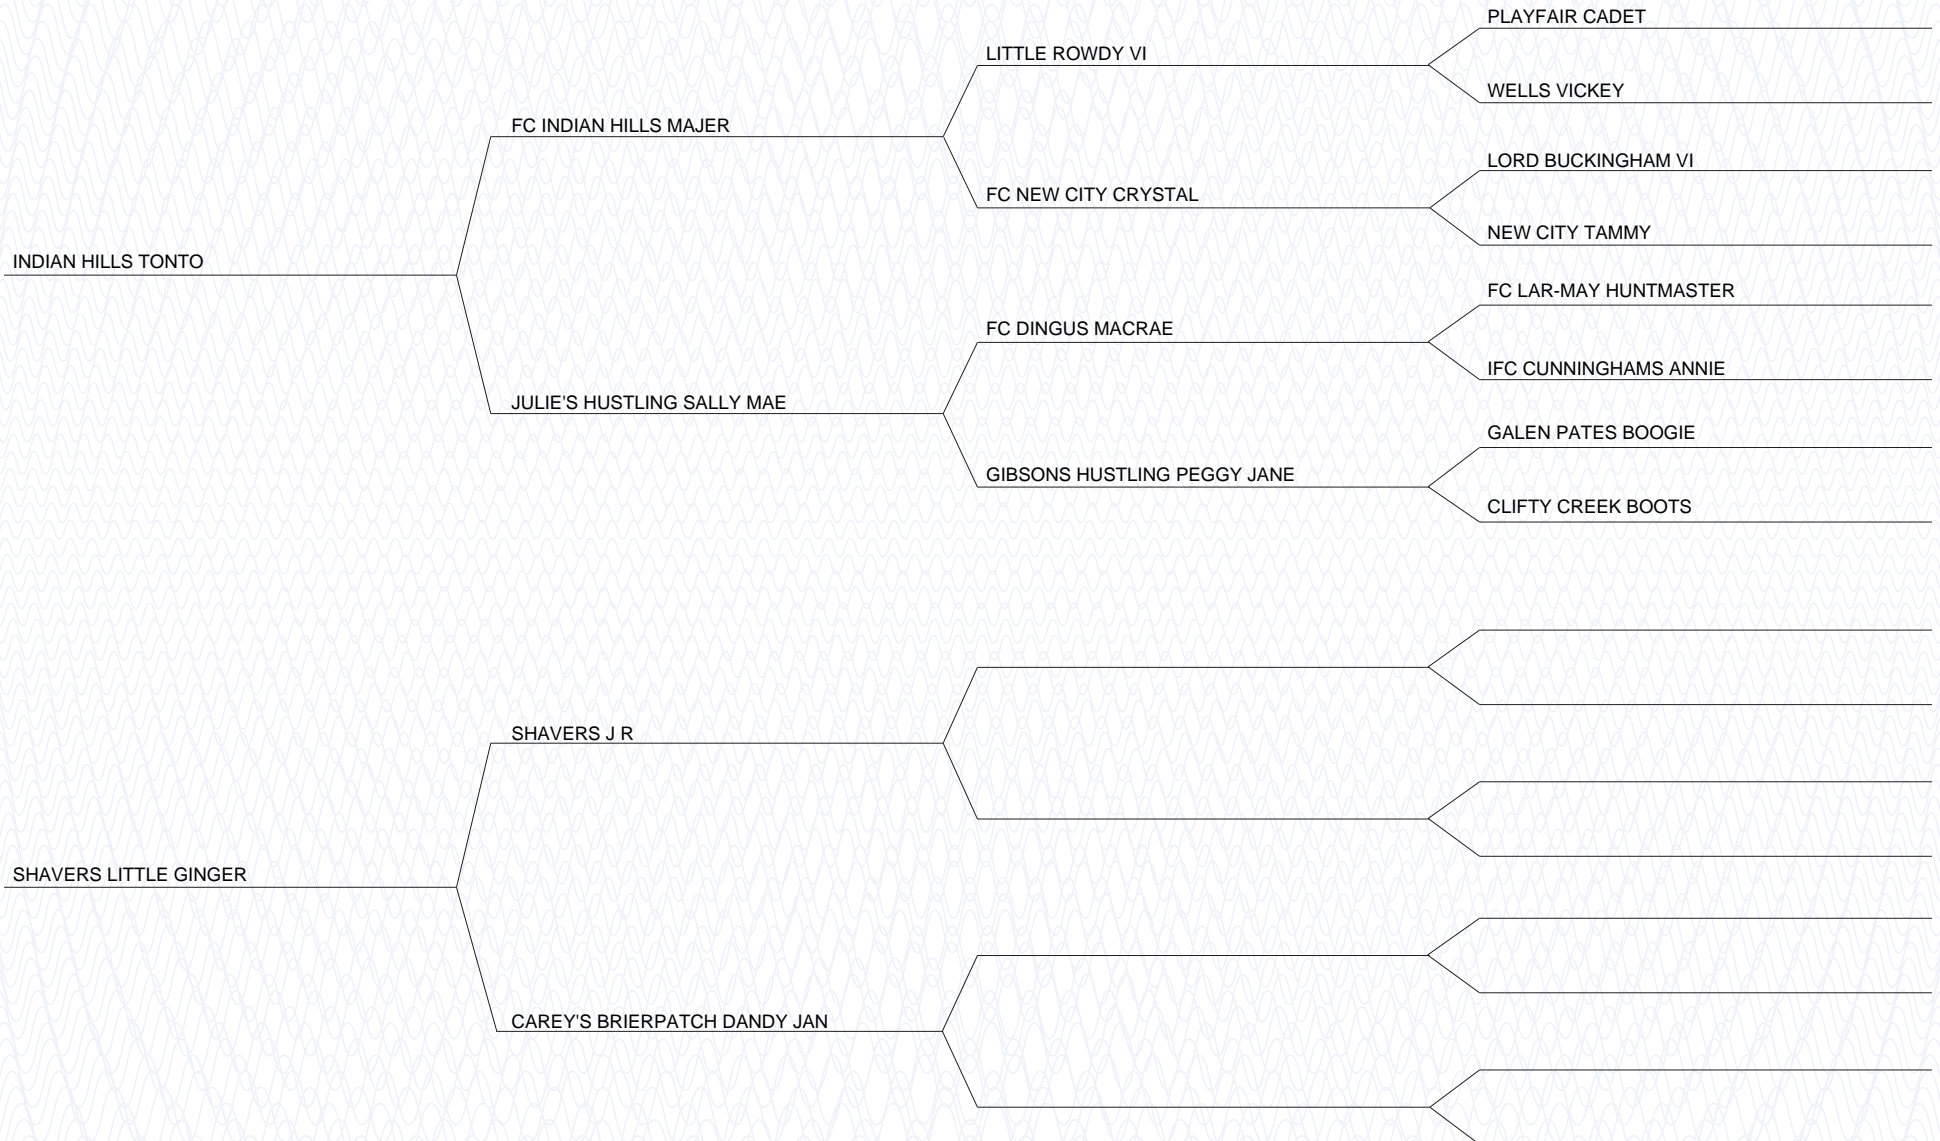 PLAYFAIR CADET
LITTLE ROWDY VI
WELLS VICKEY
FC INDIAN HILLS MAJER
LORD BUCKINGHAM VI
FC NEW CITY CRYSTAL
NEW CITY TAMMY
INDIAN HILLS TONTO
FC LAR-MAY HUNTMASTER
FC DINGUS MACRAE
IFC CUNNINGHAMS ANNIE
JULIE'S HUSTLING SALLY MAE
GALEN PATES BOOGIE
GIBSONS HUSTLING PEGGY JANE
CLIFTY CREEK BOOTS
SHAVERS J R
SHAVERS LITTLE GINGER
CAREY'S BRIERPATCH DANDY JAN